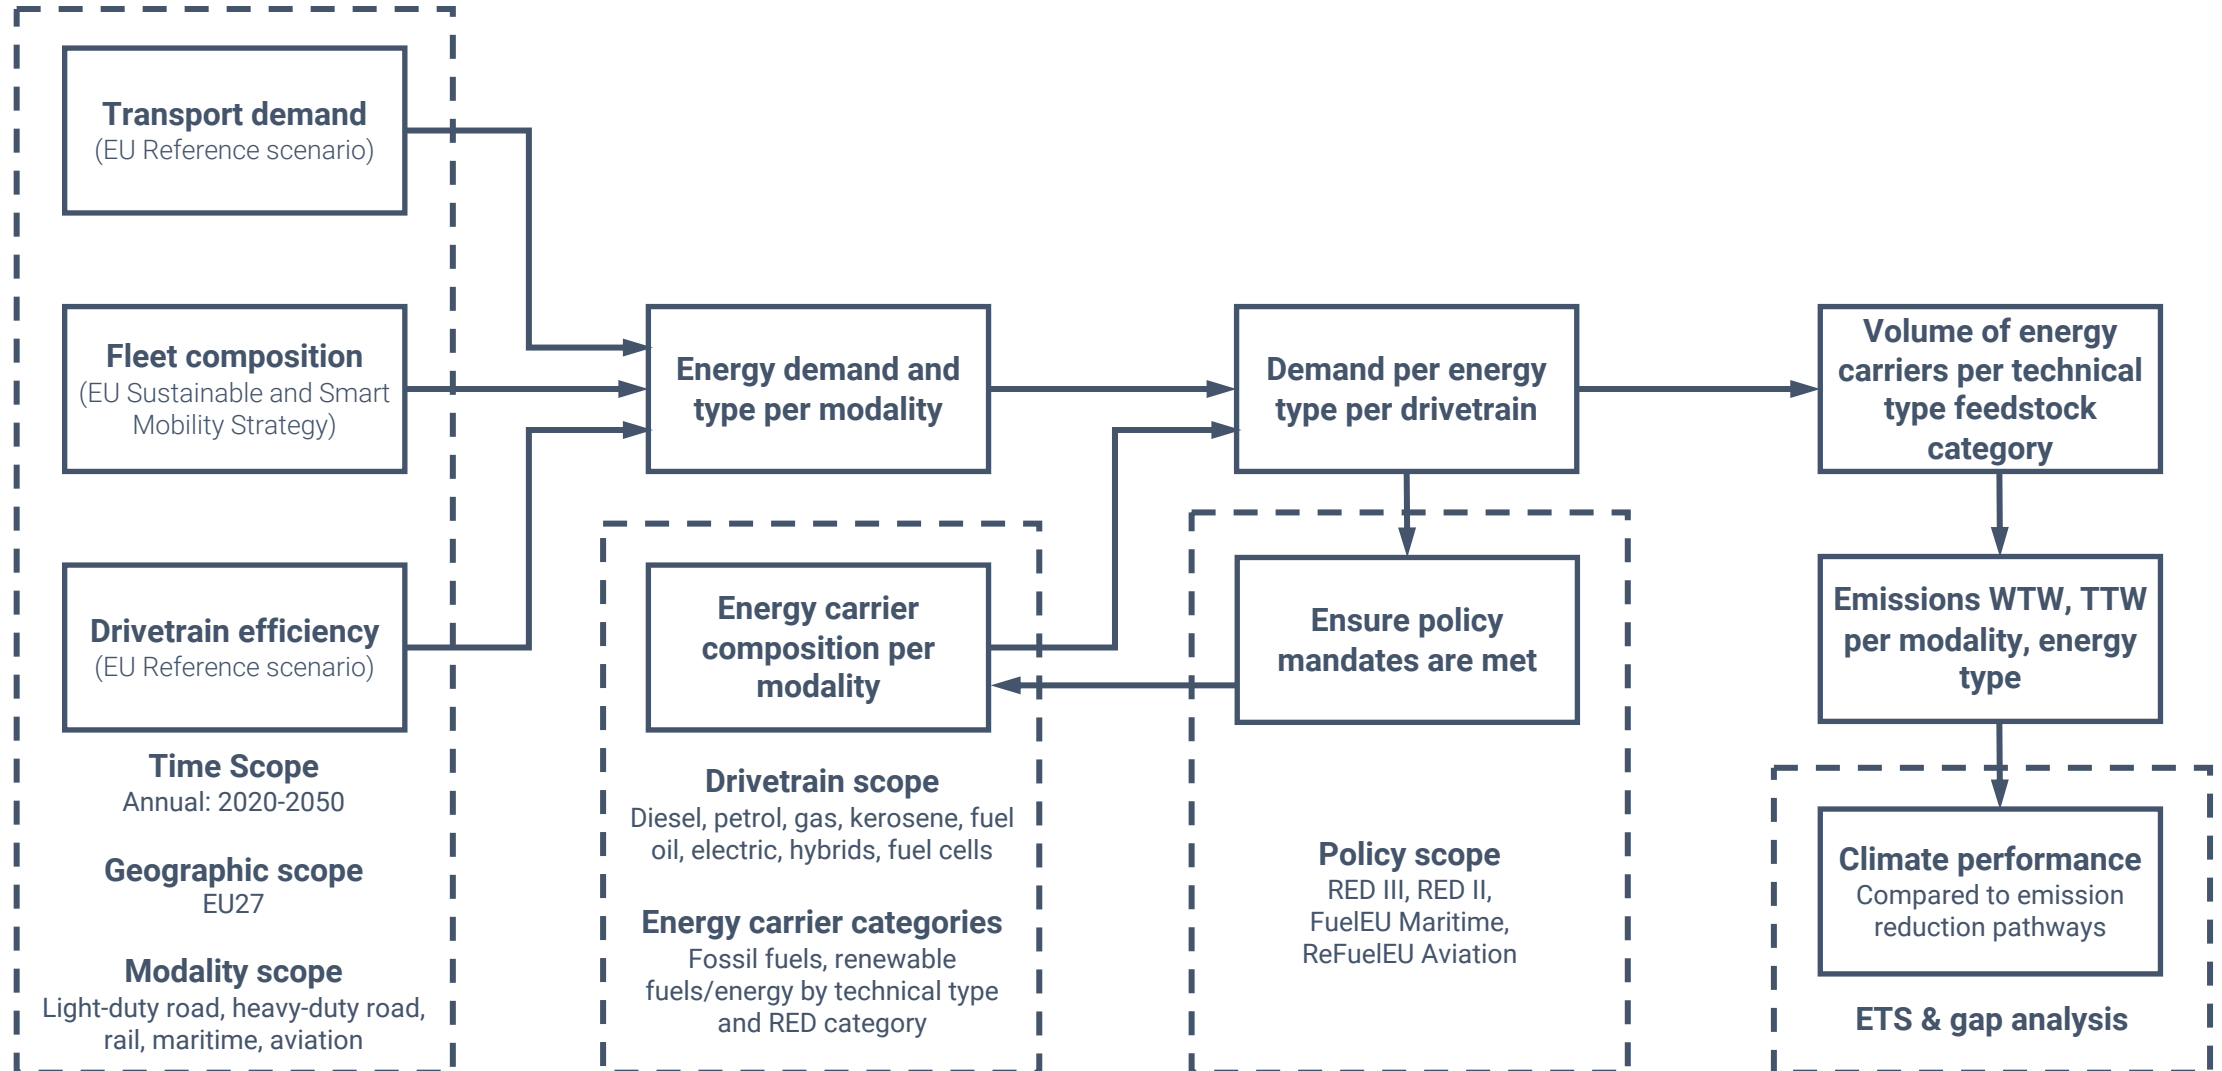 Transport demand
(EU Reference scenario)
Fleet composition
(EU Sustainable and Smart
Mobility Strategy)
Drivetrain efficiency
(EU Reference scenario)
Time Scope
Annual: 2020-2050
Geographic scope
EU27
Modality scope
Light-duty road, heavy-duty road,
rail, maritime, aviation
Energy demand and
type per modality
Energy carrier
composition per
modality
Drivetrain scope
Diesel, petrol, gas, kerosene, fuel
oil, electric, hybrids, fuel cells
Energy carrier categories
Fossil fuels, renewable
fuels/energy by technical type
and RED category
Demand per energy
type per drivetrain
Ensure policy
mandates are met
Policy scope
RED III, RED II,
FuelEU Maritime,
ReFuelEU Aviation
Volume of energy
carriers per technical
type feedstock
category
Emissions WTW, TTW
per modality, energy
type
Climate performance
Compared to emission
reduction pathways
ETS & gap analysis